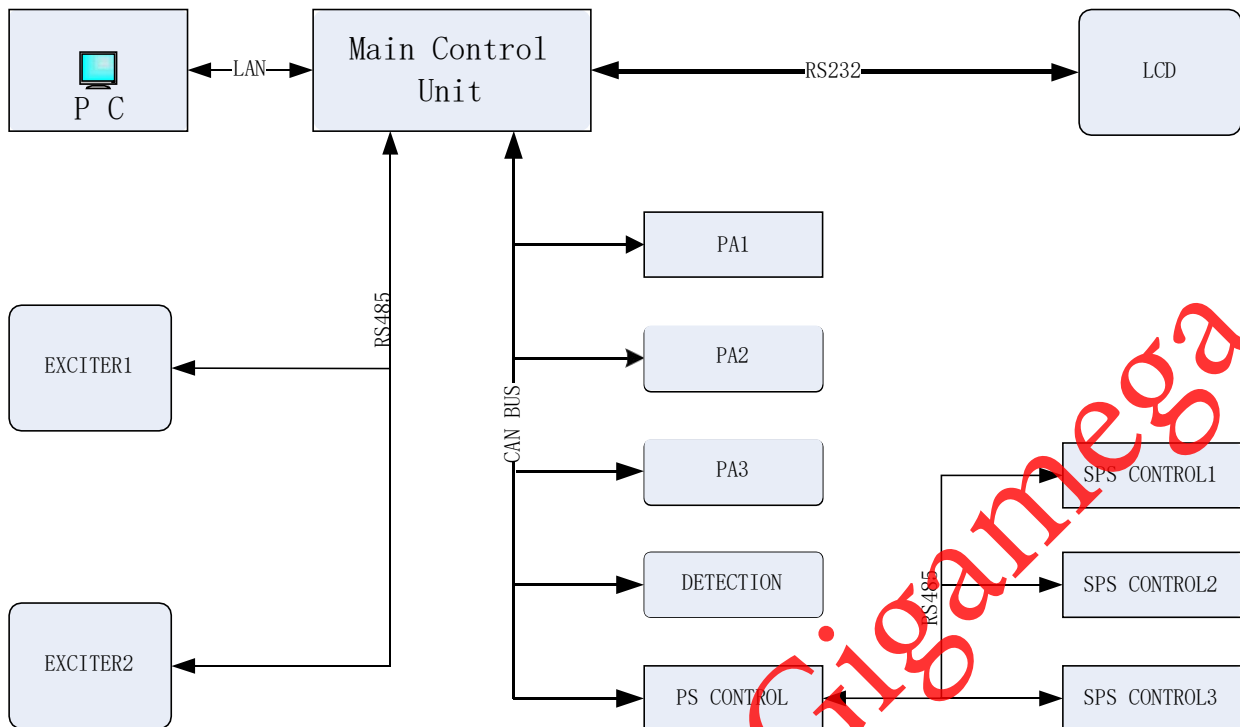 P C
LAN
Main Control
Unit
RS232
LCD
PA1
RS485
EXCITER1
PA2
CAN BUS
PA3
SPS CONTROL1
DETECTION
RS485
SPS CONTROL2
EXCITER2
PS CONTROL
SPS CONTROL3
Gigamega